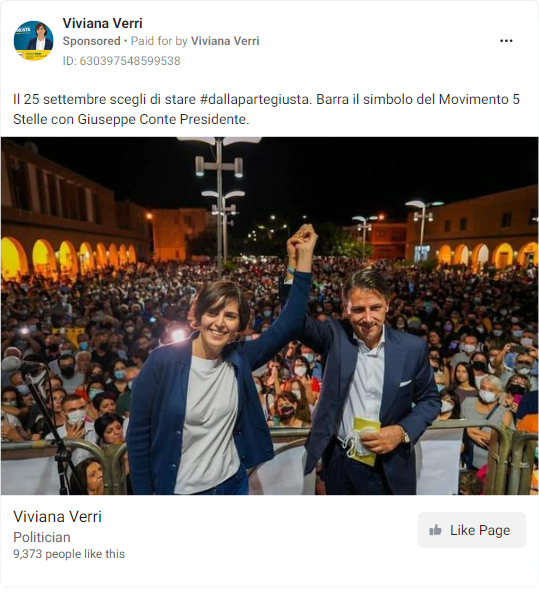 Viviana Verri
Sponsored • Paid for by Viviana Verri
ID: 630397548599538
Il 25 settembre scegli di stare #dallapartegiusta. Barra il simbolo del Movimento 5
Stelle con Giuseppe Conte Presidente.
Viviana Verri
Politician
9,373 people like this
Like Page